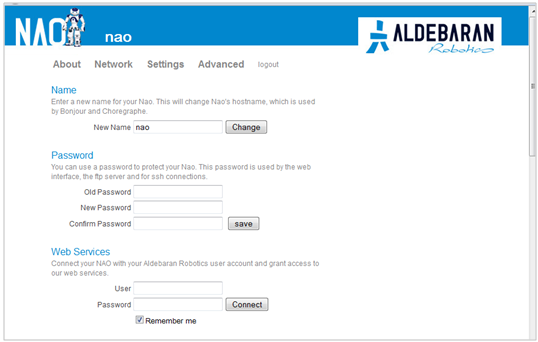 NAO nao ALDEBARAN
Robotics
About Network Settings Advanced logout
Name
Enter a new name for your Nao. This will change Nao's hostname, which is used
by Bonjour and Choregraphe.
New Name nao Change
Password
You can use a password to protect your Nao. This password is used by the web
interface, the ftp server and for ssh connections.
Old Password
New Password
Confirm Password save
Web Services
Connect your NAO with your Aldebaran Robotics user account and grant access to
our web services.
User
Password Connect
Remember me